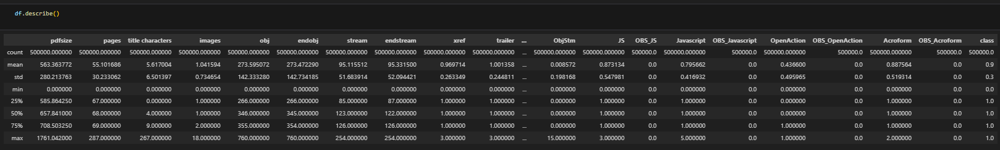 df.describe()
pdfsize pages title characters images obj endobj stream endstream xref trailer ... ObjStm JS OBS_JS Javascript OBS_Javascript OpenAction OBS_OpenAction Acroform OBS_Acroform class
count 500000.000000 500000.000000 500000.000000 500000.000000 500000.000000 500000.000000 500000.000000 500000.000000 500000.000000 500000.000000 ... 500000.000000 500000.000000 500000.0 500000.000000 500000.0 500000.000000 500000.0 500000.000000 500000.0 500000.0
mean 563.363772 55.101686 5.617004 1.041594 273.595072 273.472290 95.115512 95.331500 0.969714 1.001358 ... 0.008572 0.873134 0.0 0.795662 0.0 0.436600 0.0 0.887564 0.0 0.9
std 280.213763 30.233062 6.501397 0.734654 142.333280 142.734185 51.683914 52.094421 0.263349 0.244811 ... 0.198168 0.547981 0.0 0.416932 0.0 0.495965 0.0 0.519314 0.0 0.3
min 0.000000 0.000000 0.000000 0.000000 0.000000 0.000000 0.000000 0.000000 0.000000 0.000000 ... 0.000000 0.000000 0.0 0.000000 0.0 0.000000 0.0 0.000000 0.0 0.0
25% 585.864250 67.000000 0.000000 1.000000 266.000000 266.000000 85.000000 87.000000 1.000000 1.000000 ... 0.000000 1.000000 0.0 1.000000 0.0 0.000000 0.0 1.000000 0.0 1.0
50% 657.841000 68.000000 4.000000 1.000000 346.000000 345.000000 123.000000 122.000000 1.000000 1.000000 ... 0.000000 1.000000 0.0 1.000000 0.0 0.000000 0.0 1.000000 0.0 1.0
75% 708.503250 69.000000 9.000000 2.000000 355.000000 354.000000 126.000000 126.000000 1.000000 1.000000 ... 0.000000 1.000000 0.0 1.000000 0.0 1.000000 0.0 1.000000 0.0 1.0
max 1761.042000 287.000000 267.000000 18.000000 760.000000 760.000000 254.000000 254.000000 3.000000 3.000000 ... 15.000000 3.000000 0.0 5.000000 0.0 1.000000 0.0 2.000000 0.0 1.0